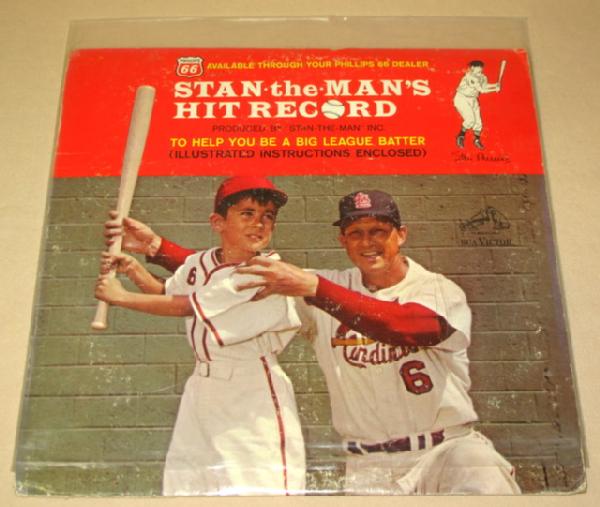 PHILLIPS
66
AVAILABLE THROUGH YOUR PHILLIPS 66 DEALER
STAN-the-MAN'S
HIT RECORD
PRODUCED BY "STAN-THE-MAN" INC.
TO HELP YOU BE A BIG LEAGUE BATTER
(ILLUSTRATED INSTRUCTIONS ENCLOSED)
RCA VICTOR
6
Cardinals
6